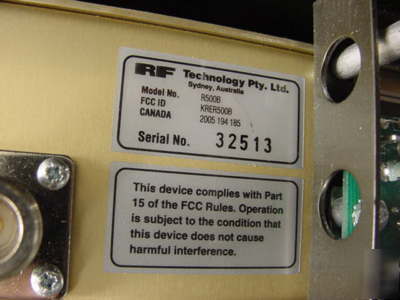 RF Technology Pty. Ltd.
Sydney, Australia
Model No. R500B
FCC ID KRER500B
CANADA 2005 194 185
Serial No. 32513
This device complies with Part
15 of the FCC Rules. Operation
is subject to the condition that
this device does not cause
harmful interference.